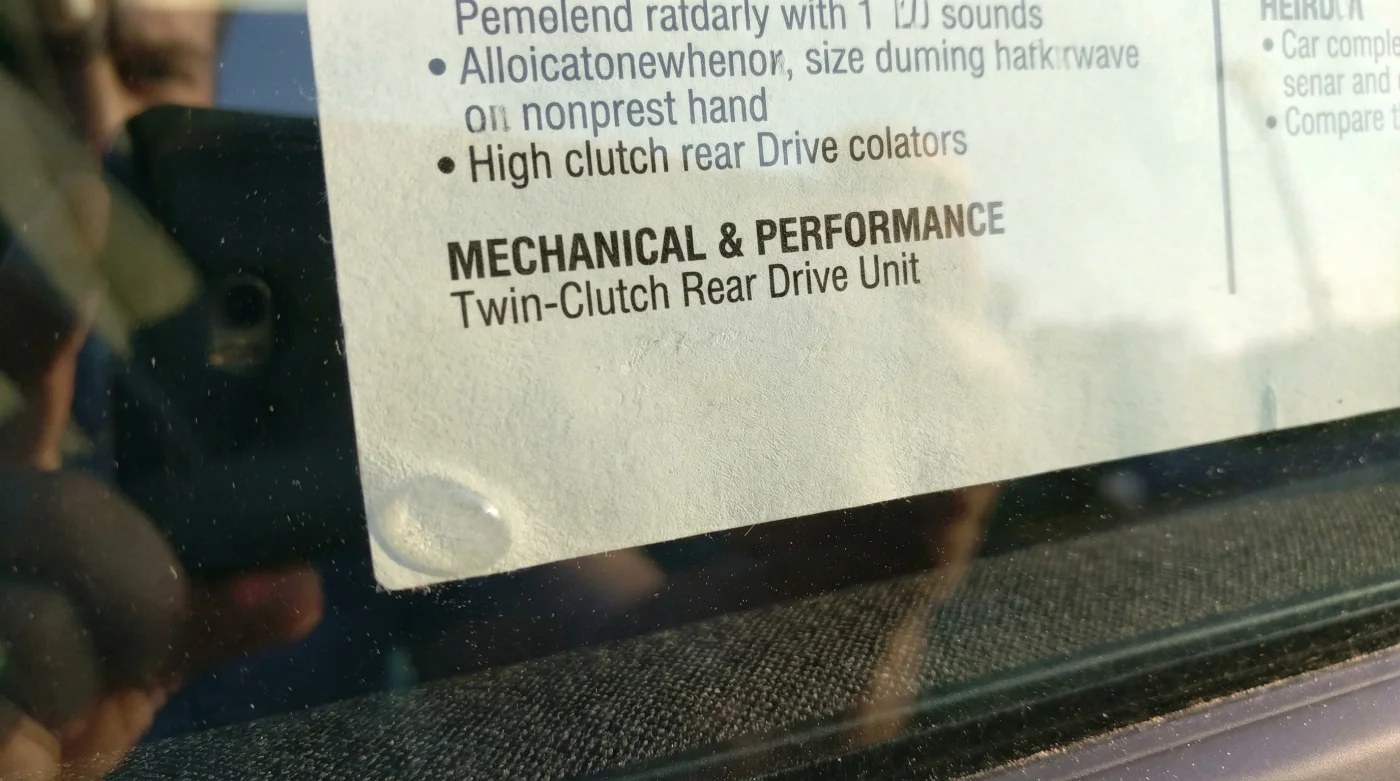 Pemolend ratdarly with 1 sounds
• Alloicatonewhenor, size duming
on nonprest hand
• High clutch rear Drive colators
MECHANICAL & PERFORMANCE
Twin-Clutch Rear Drive Unit
• Car comple
senar and
• Compare t